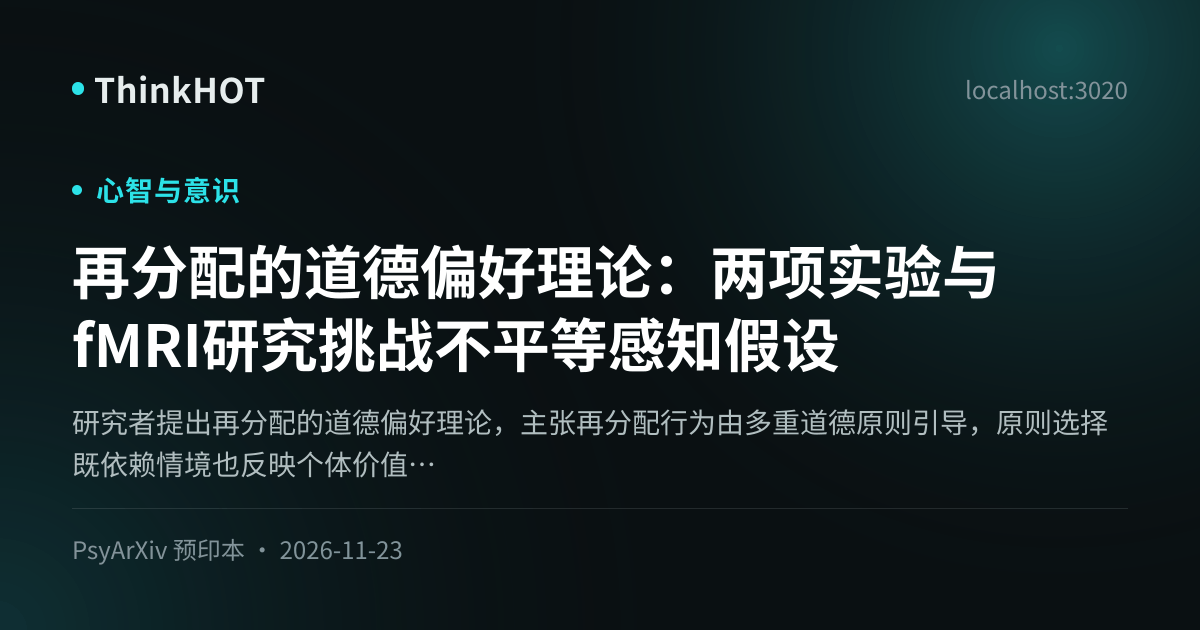 ThinkHOT
localhost:3020
心智与意识
再分配的道德偏好理论：两项实验与
fMRI研究挑战不平等感知假设
研究者提出再分配的道德偏好理论，主张再分配行为由多重道德原则引导，原则选择
既依赖情境也反映个体价值…
PsyArXiv 预印本 · 2026-11-23